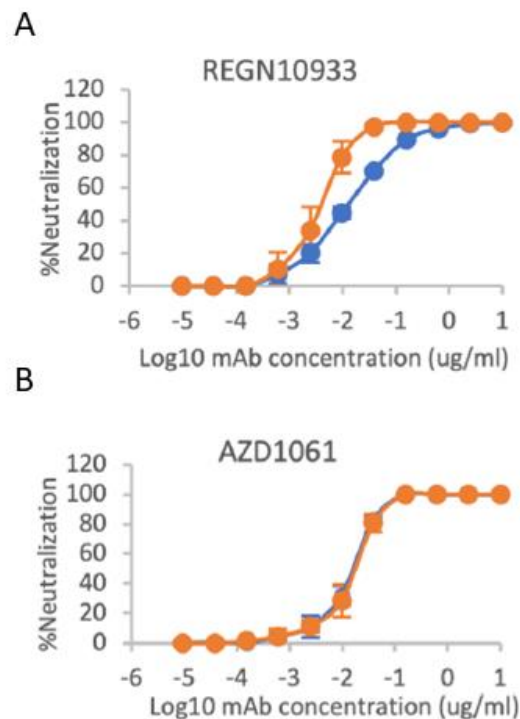 A
REGN10933
120
100
80
60
40
20
0
%Neutralization
-6 -5 -4 -3 -2 -1 0 1
Log10 mAb concentration (ug/ml)
B
AZD1061
120
100
80
60
40
20
0
%Neutralization
-6 -5 -4 -3 -2 -1 0 1
Log10 mAb concentration (ug/ml)